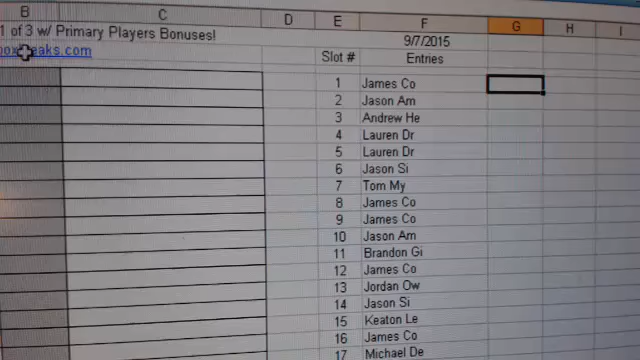 B C D E F G H I
1 of 3 w/ Primary Players Bonuses!
9/7/2015
Slot # Entries
1 James Co
2 Jason Am
3 Andrew He
4 Lauren Dr
5 Lauren Dr
6 Jason Si
7 Tom My
8 James Co
9 James Co
10 Jason Am
11 Brandon Gi
12 James Co
13 Jordan Ow
14 Jason Si
15 Keaton Le
16 James Co
17 Michael De